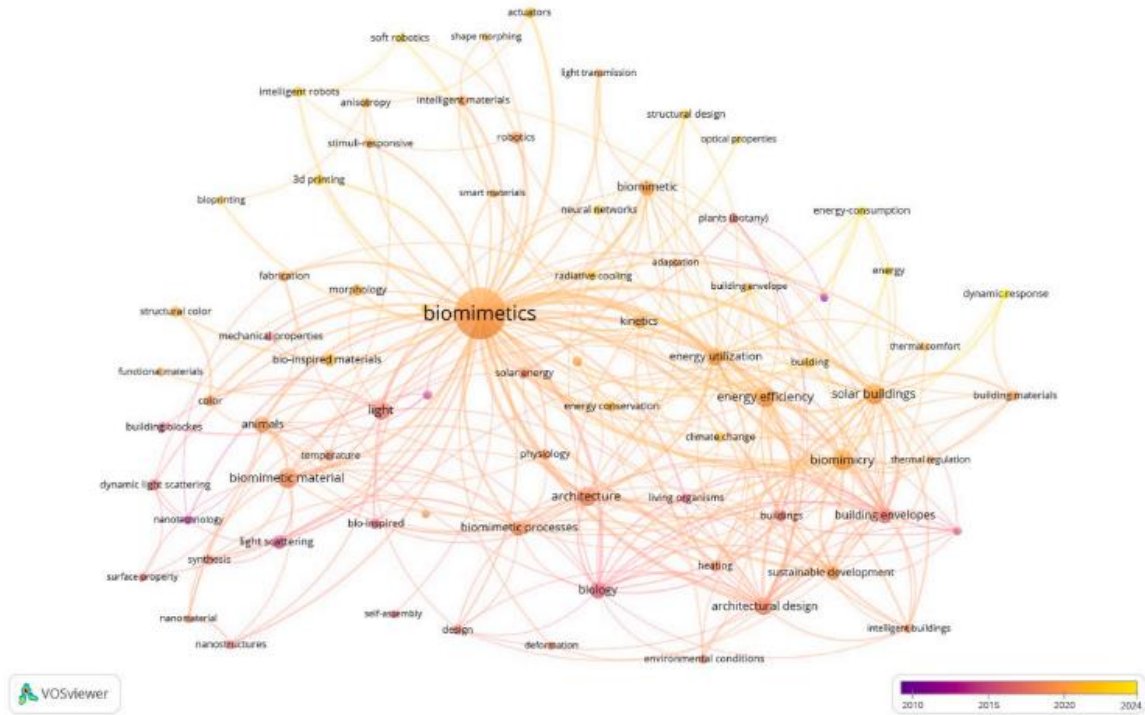 actuators
soft robotics
shape morphing
light transmission
intelligent robots
anisotropy
intelligent materials
structural design
stimuli-responsive
robotics
optical properties
3d printing
smart materials
biomimetic
bioprinting
neural networks
plants (botany)
energy-consumption
adaptation
fabrication
radiative cooling
energy
morphology
building envelope
dynamic response
structural color
biomimetics
kinetics
mechanical properties
thermal comfort
bio-inspired materials
energy utilization
building
functional materials
solar energy
color
light
energy conservation
energy efficiency
solar buildings
building materials
building blockes
animals
climate change
temperature
physiology
biomimicry
thermal regulation
biomimetic material
dynamic light scattering
architecture
living organisms
nanotechnology
bio-inspired
biomimetic processes
buildings
building envelopes
light scattering
synthesis
heating
sustainable development
surface property
biology
architectural design
nanomaterial
self-assembly
design
intelligent buildings
nanostructures
deformation
environmental conditions
VOSviewer
2010 2015 2020 2024